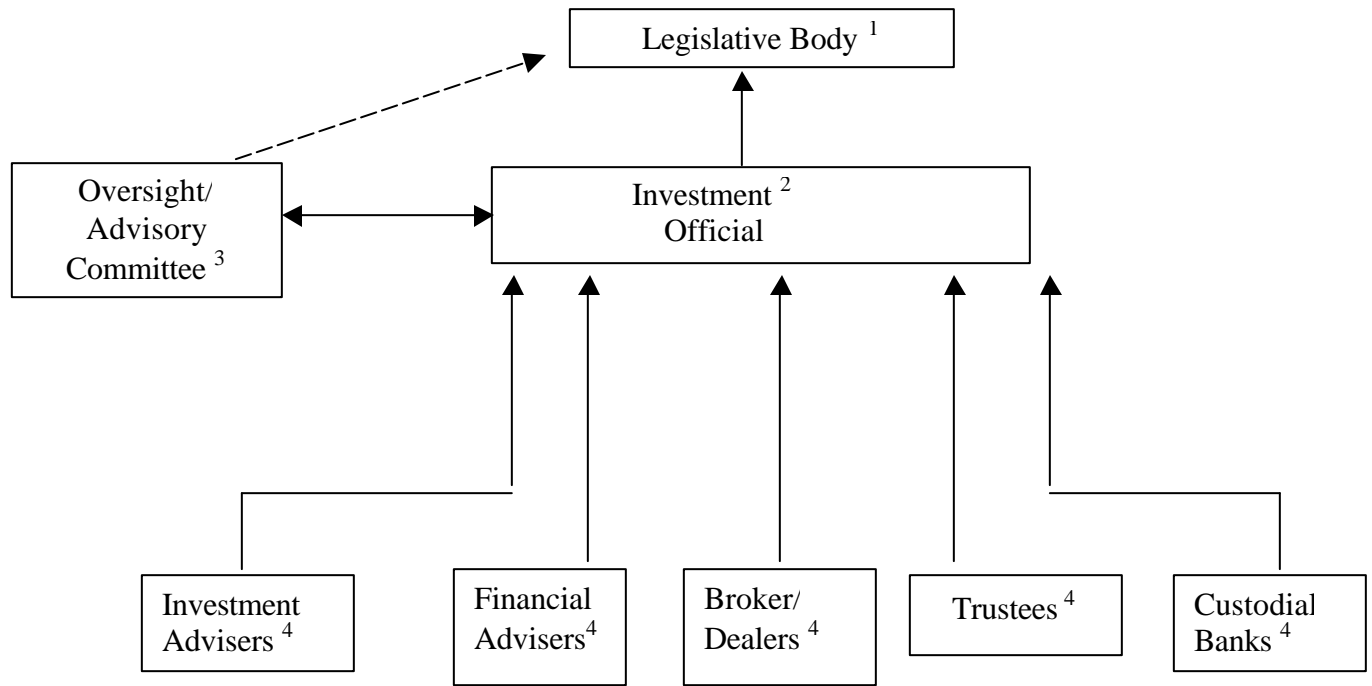 Legislative Body ¹
Oversight/
Advisory
Committee ³
Investment ²
Official
Investment
Advisers ⁴
Financial
Advisers⁴
Broker/
Dealers ⁴
Trustees ⁴
Custodial
Banks ⁴